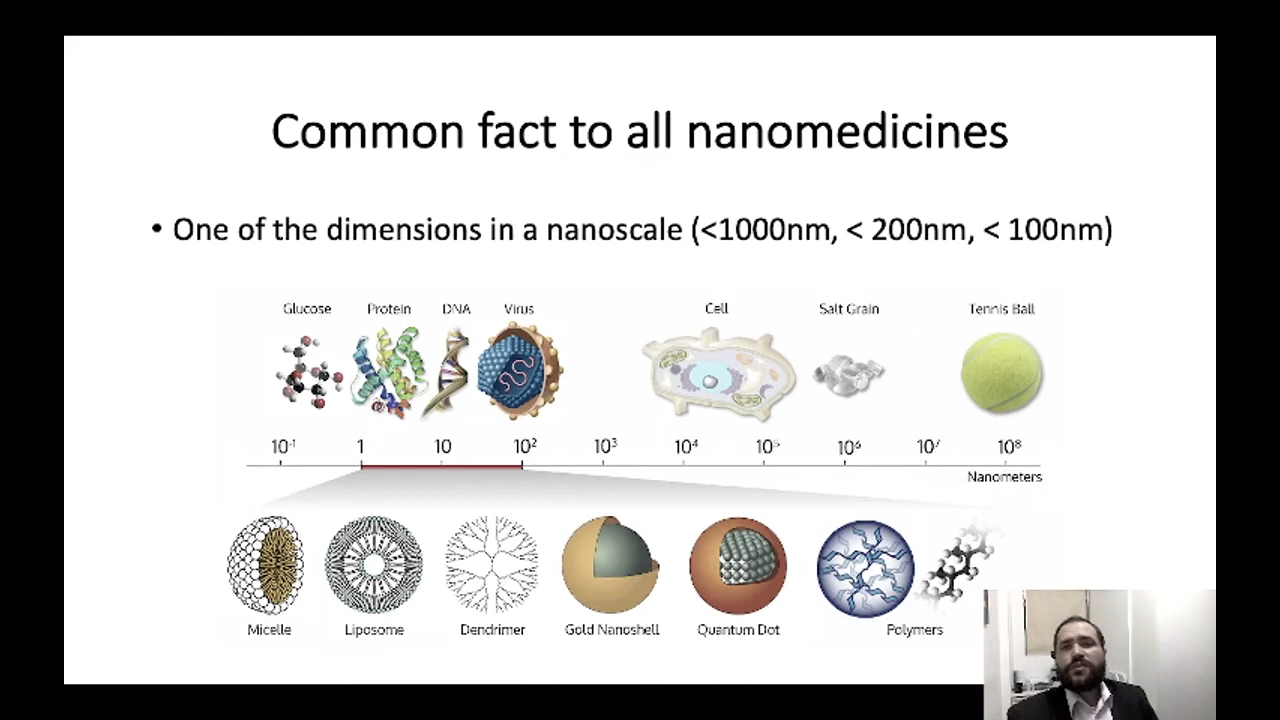 Common fact to all nanomedicines
• One of the dimensions in a nanoscale (<1000nm, < 200nm, < 100nm)
Glucose Protein DNA Virus Cell Salt Grain Tennis Ball
10⁻¹ 1 10 10² 10³ 10⁴ 10⁵ 10⁶ 10⁷ 10⁸
Nanometers
Micelle Liposome Dendrimer Gold Nanoshell Quantum Dot Polymers